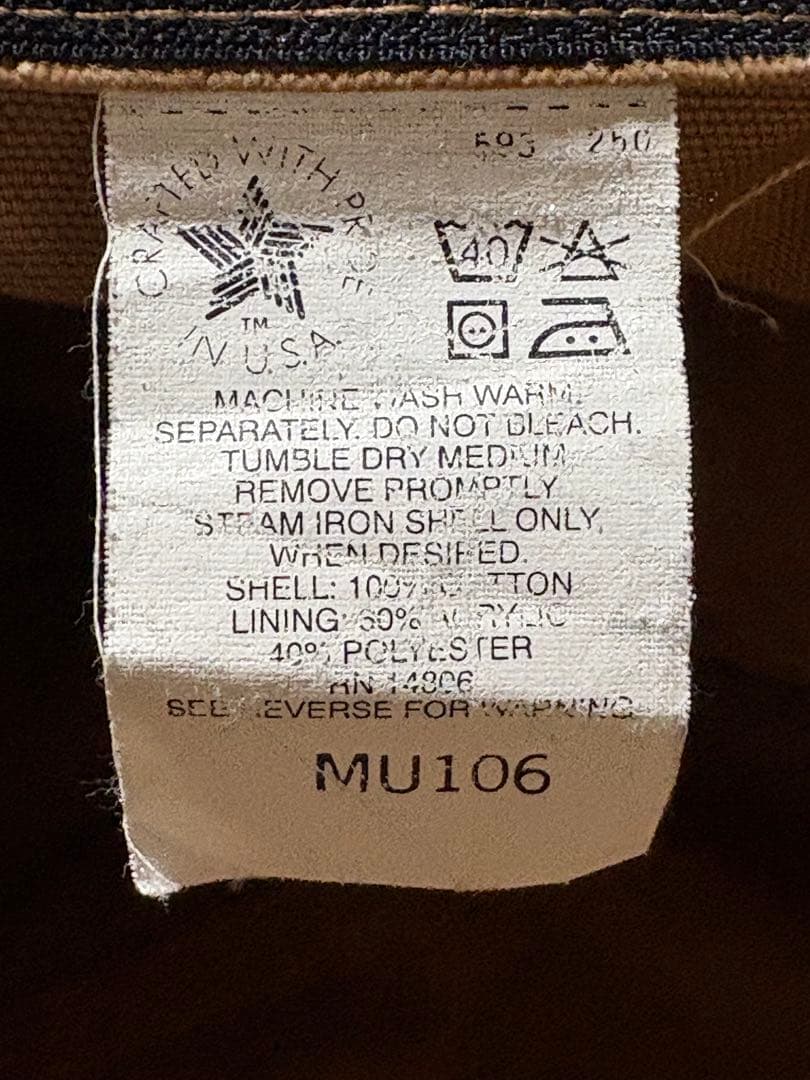 593 250
CRAFTED WITH PRIDE
TM
IN U.S.A.
40
MACHINE WASH WARM,
SEPARATELY. DO NOT BLEACH.
TUMBLE DRY MEDIUM
REMOVE PROMPTLY
STEAM IRON SHELL ONLY,
WHEN DESIRED.
SHELL: 100% COTTON
LINING: 60% ACRYLIC
40% POLYESTER
RN 14806
SEE REVERSE FOR WARNING
MU106